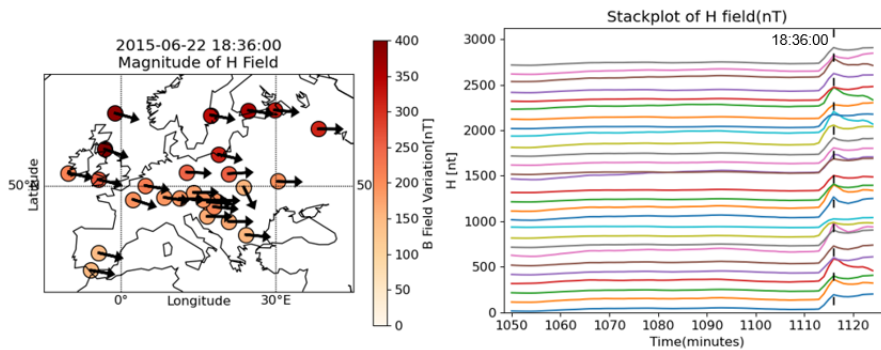 2015-06-22 18:36:00
Magnitude of H Field
Latitude
50°
50
0°
30°E
Longitude
400
350
300
250
200
150
100
50
0
B Field Variation[nT]
Stackplot of H field(nT)
18:36:00
H [nt]
3000
2500
2000
1500
1000
500
0
1050 1060 1070 1080 1090 1100 1110 1120
Time(minutes)